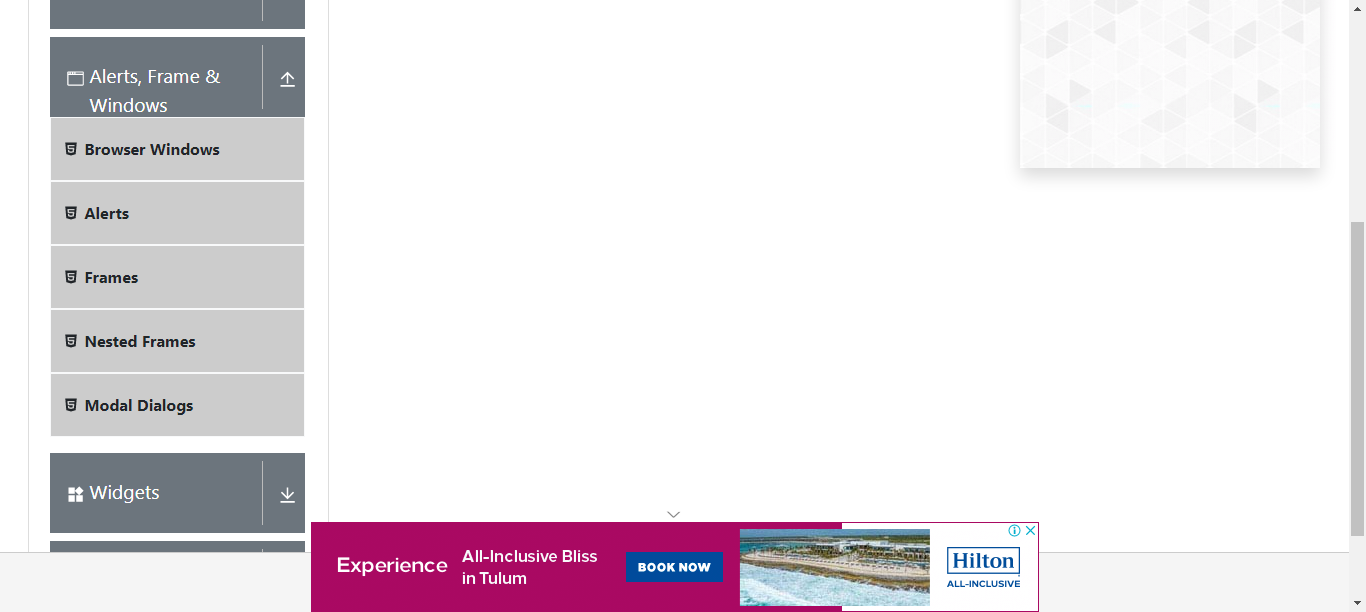 Alerts, Frame &
Windows
Browser Windows
Alerts
Frames
Nested Frames
Modal Dialogs
Widgets
Experience
All-Inclusive Bliss
in Tulum
BOOK NOW
Hilton
ALL-INCLUSIVE